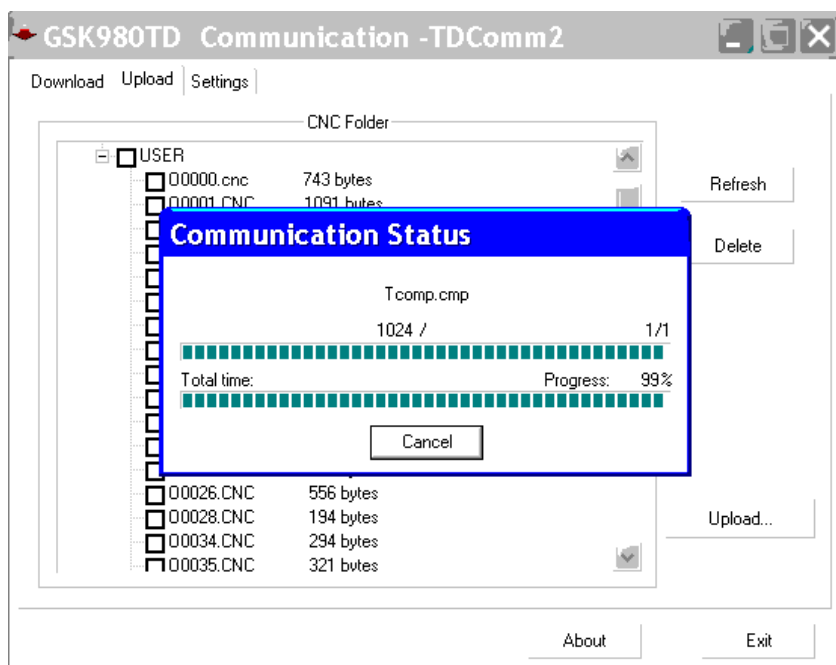 GSK980TD Communication -TDComm2
Download Upload Settings
CNC Folder
USER
O0000.cnc 743 bytes
O0001.CNC 1091 bytes
Refresh
Delete
Communication Status
Tcomp.cmp
1024 / 1/1
Total time: Progress: 99%
Cancel
O0026.CNC 556 bytes
O0028.CNC 194 bytes
O0034.CNC 294 bytes
O0035.CNC 321 bytes
Upload...
About Exit